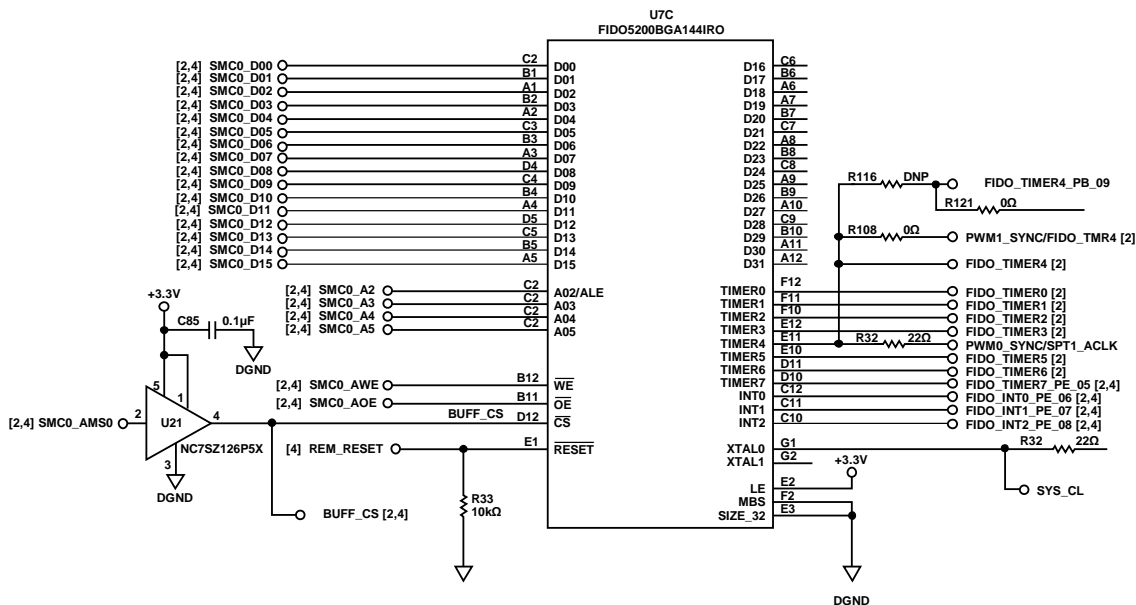 U7C
FIDO5200BGA144IRO
[2,4] SMC0_D00 C2 D00
[2,4] SMC0_D01 B1 D01
[2,4] SMC0_D02 A1 D02
[2,4] SMC0_D03 B2 D03
[2,4] SMC0_D04 A2 D04
[2,4] SMC0_D05 C3 D05
[2,4] SMC0_D06 B3 D06
[2,4] SMC0_D07 A3 D07
[2,4] SMC0_D08 D4 D08
[2,4] SMC0_D09 C4 D09
[2,4] SMC0_D10 B4 D10
[2,4] SMC0_D11 A4 D11
[2,4] SMC0_D12 D5 D12
[2,4] SMC0_D13 C5 D13
[2,4] SMC0_D14 B5 D14
[2,4] SMC0_D15 A5 D15
[2,4] SMC0_A2 C2 A02/ALE
[2,4] SMC0_A3 C2 A03
[2,4] SMC0_A4 C2 A04
[2,4] SMC0_A5 C2 A05
+3.3V
C85 0.1µF
DGND
[2,4] SMC0_AWE B12 WE
[2,4] SMC0_AOE B11 OE
BUFF_CS D12 CS
[2,4] SMC0_AMS0 2 5 1 U21 4
NC7SZ126P5X
3
DGND
[4] REM_RESET E1 RESET
R33
10kΩ
BUFF_CS [2,4]
D16 C6
D17 B6
D18 A6
D19 A7
D20 B7
D21 C7
D22 A8
D23 B8
D24 C8
D25 A9
D26 B9
D27 A10
D28 C9
D29 B10
D30 A11
D31 A12
R116 DNP FIDO_TIMER4_PB_09
R121 0Ω
R108 0Ω PWM1_SYNC/FIDO_TMR4 [2]
FIDO_TIMER4 [2]
TIMER0 F12 FIDO_TIMER0 [2]
TIMER1 F11 FIDO_TIMER1 [2]
TIMER2 F10 FIDO_TIMER2 [2]
TIMER3 E12 FIDO_TIMER3 [2]
TIMER4 E11 R32 22Ω PWM0_SYNC/SPT1_ACLK
TIMER5 E10 FIDO_TIMER5 [2]
TIMER6 D11 FIDO_TIMER6 [2]
TIMER7 D10 FIDO_TIMER7_PE_05 [2,4]
INT0 C12 FIDO_INT0_PE_06 [2,4]
INT1 C11 FIDO_INT1_PE_07 [2,4]
INT2 C10 FIDO_INT2_PE_08 [2,4]
XTAL0 G1 R32 22Ω
XTAL1 G2
+3.3V
SYS_CL
LE E2
MBS F2
SIZE_32 E3
DGND